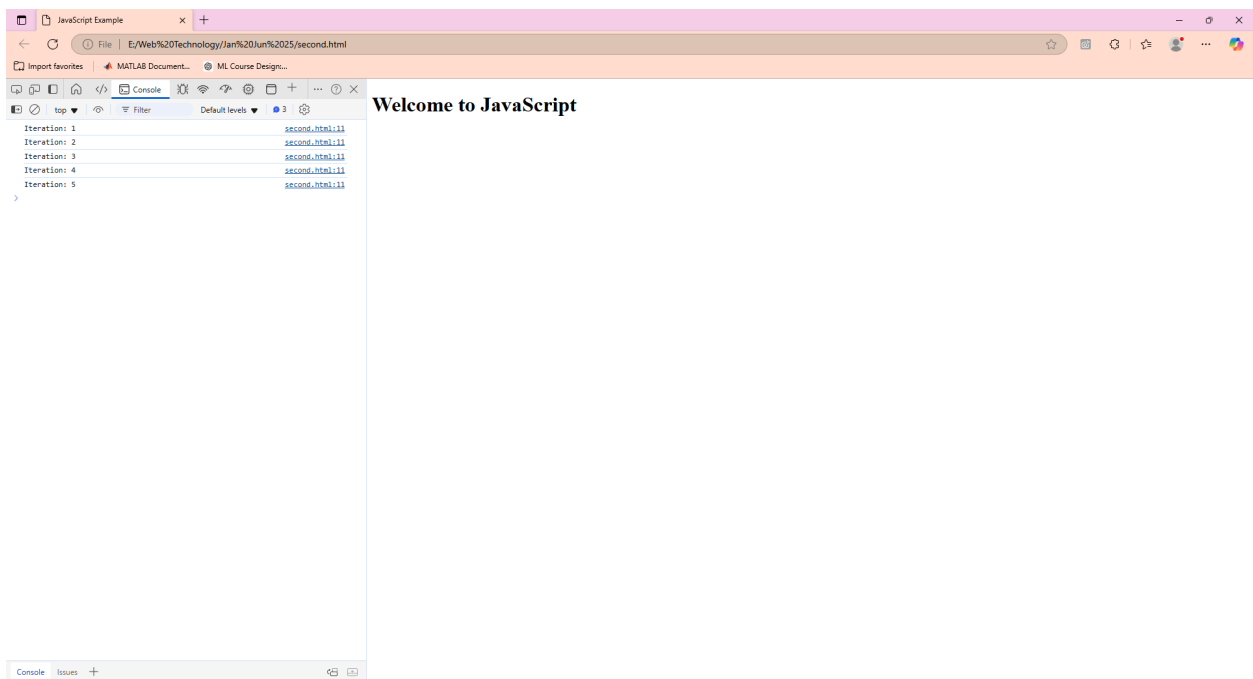 JavaScript Example
File E:/Web%20Technology/Jan%20Jun%2025/second.html
Import favorites MATLAB Document... ML Course Design:...
Console
top Filter Default levels 3
Welcome to JavaScript
Iteration: 1 second.html:11
Iteration: 2 second.html:11
Iteration: 3 second.html:11
Iteration: 4 second.html:11
Iteration: 5 second.html:11
Console Issues